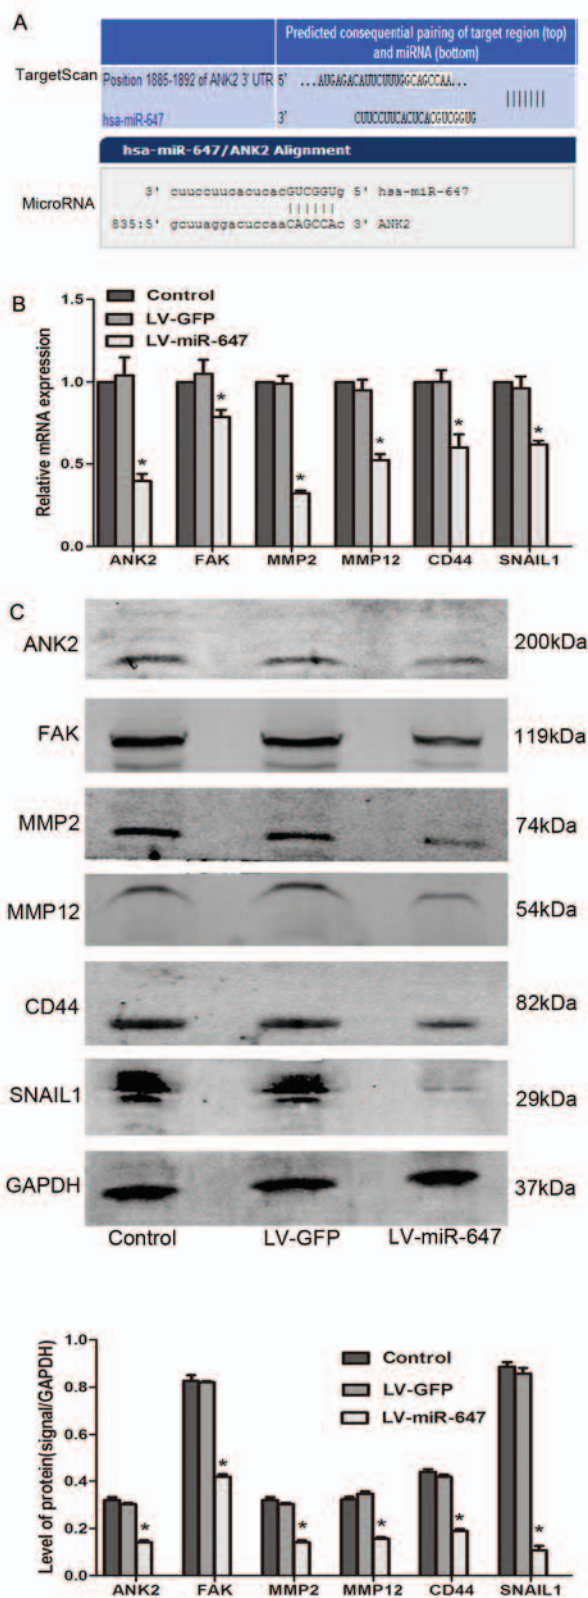 A
TargetScan
Predicted consequential pairing of target region (top)
and miRNA (bottom)
Position 1885-1892 of ANK2 3' UTR 5' ...AUGAGACAUUCUUUGGCAGCCAA...
hsa-miR-647 3' CUUCCUUCACUCACGUCGGUG
MicroRNA
hsa-miR-647/ANK2 Alignment
3' cuuccuucacucacGUCGGUg 5' hsa-miR-647
835:5' gcuuaggacuccaaCAGCCAc 3' ANK2
B
Control
LV-GFP
LV-miR-647
Relative mRNA expression
1.5
1.0
0.5
0.0
* * * * * *
ANK2 FAK MMP2 MMP12 CD44 SNAIL1
C
ANK2 200kDa
FAK 119kDa
MMP2 74kDa
MMP12 54kDa
CD44 82kDa
SNAIL1 29kDa
GAPDH 37kDa
Control LV-GFP LV-miR-647
Level of protein(signal/GAPDH)
1.0
0.8
0.6
0.4
0.2
0.0
Control
LV-GFP
LV-miR-647
* * * * * *
ANK2 FAK MMP2 MMP12 CD44 SNAIL1